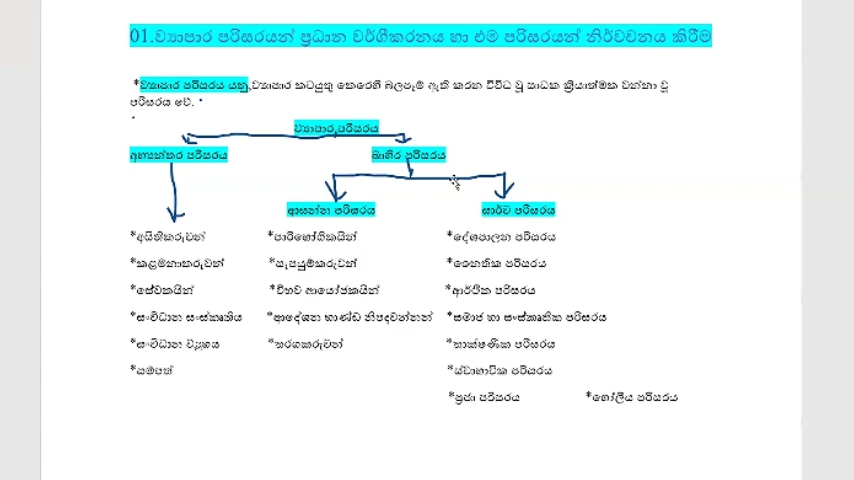 01.ව්‍යාපාර පරිසරයන් ප්‍රධාන වර්ගීකරනය හා එම පරිසරයන් නිර්වචනය කිරීම
*ව්‍යාපාර පරිසරය යනු,ව්‍යාපාර කටයුතු කෙරෙහි බලපෑම් ඇති කරන විවිධ වූ සාධක ක්‍රියාත්මක වන්නා වූ
පරිසරය වේ.
ව්‍යාපාර පරිසරය
අභ්‍යන්තර පරිසරය බාහිර පරිසරය
ආසන්න පරිසරය සාර්ව පරිසරය
*අයිතිකරුවන් *පාරිභෝගිකයින් *දේශපාලන පරිසරය
*කළමනාකරුවන් *සැපයුම්කරුවන් *නෛතික පරිසරය
*සේවකයින් *විභව ආයෝජකයින් *ආර්ථික පරිසරය
*සංවිධාන සංස්කෘතිය *ආදේශන භාණ්ඩ නිපදවන්නන් *සමාජ හා සංස්කෘතික පරිසරය
*සංවිධාන ව්‍යුහය *තරගකරුවන් *තාක්ෂණික පරිසරය
*සම්පත් *ස්වාභාවික පරිසරය
*ප්‍රජා පරිසරය *ගෝලීය පරිසරය